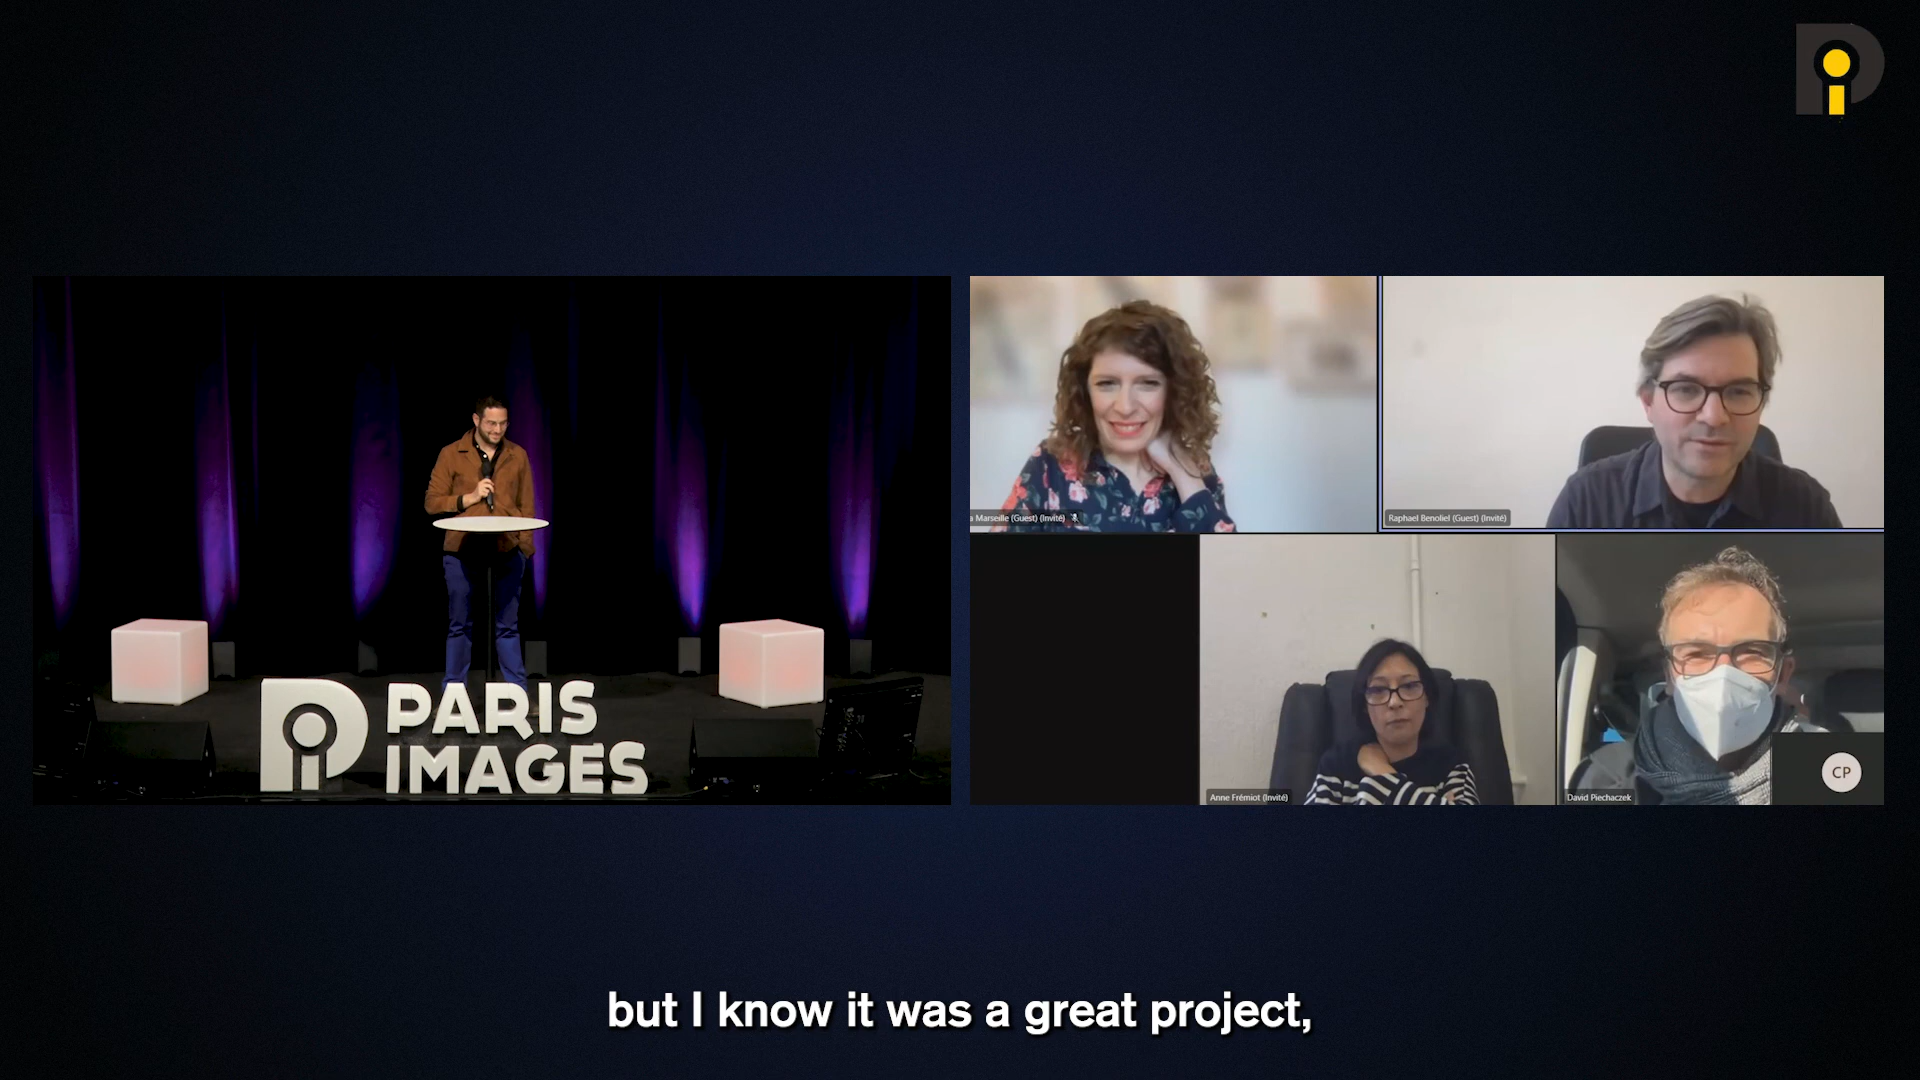 PARIS
IMAGES
a Marseille (Guest) (Invité)
Raphael Benoliel (Guest) (Invité)
Anne Frémiot (Invité)
David Piechaczek
CP
but I know it was a great project,